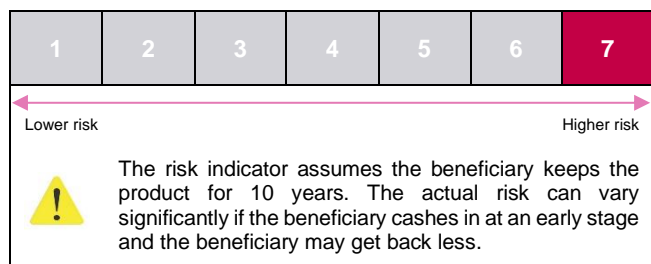 1 2 3 4 5 6 7
Lower risk Higher risk
!
The risk indicator assumes the beneficiary keeps the
product for 10 years. The actual risk can vary
significantly if the beneficiary cashes in at an early stage
and the beneficiary may get back less.